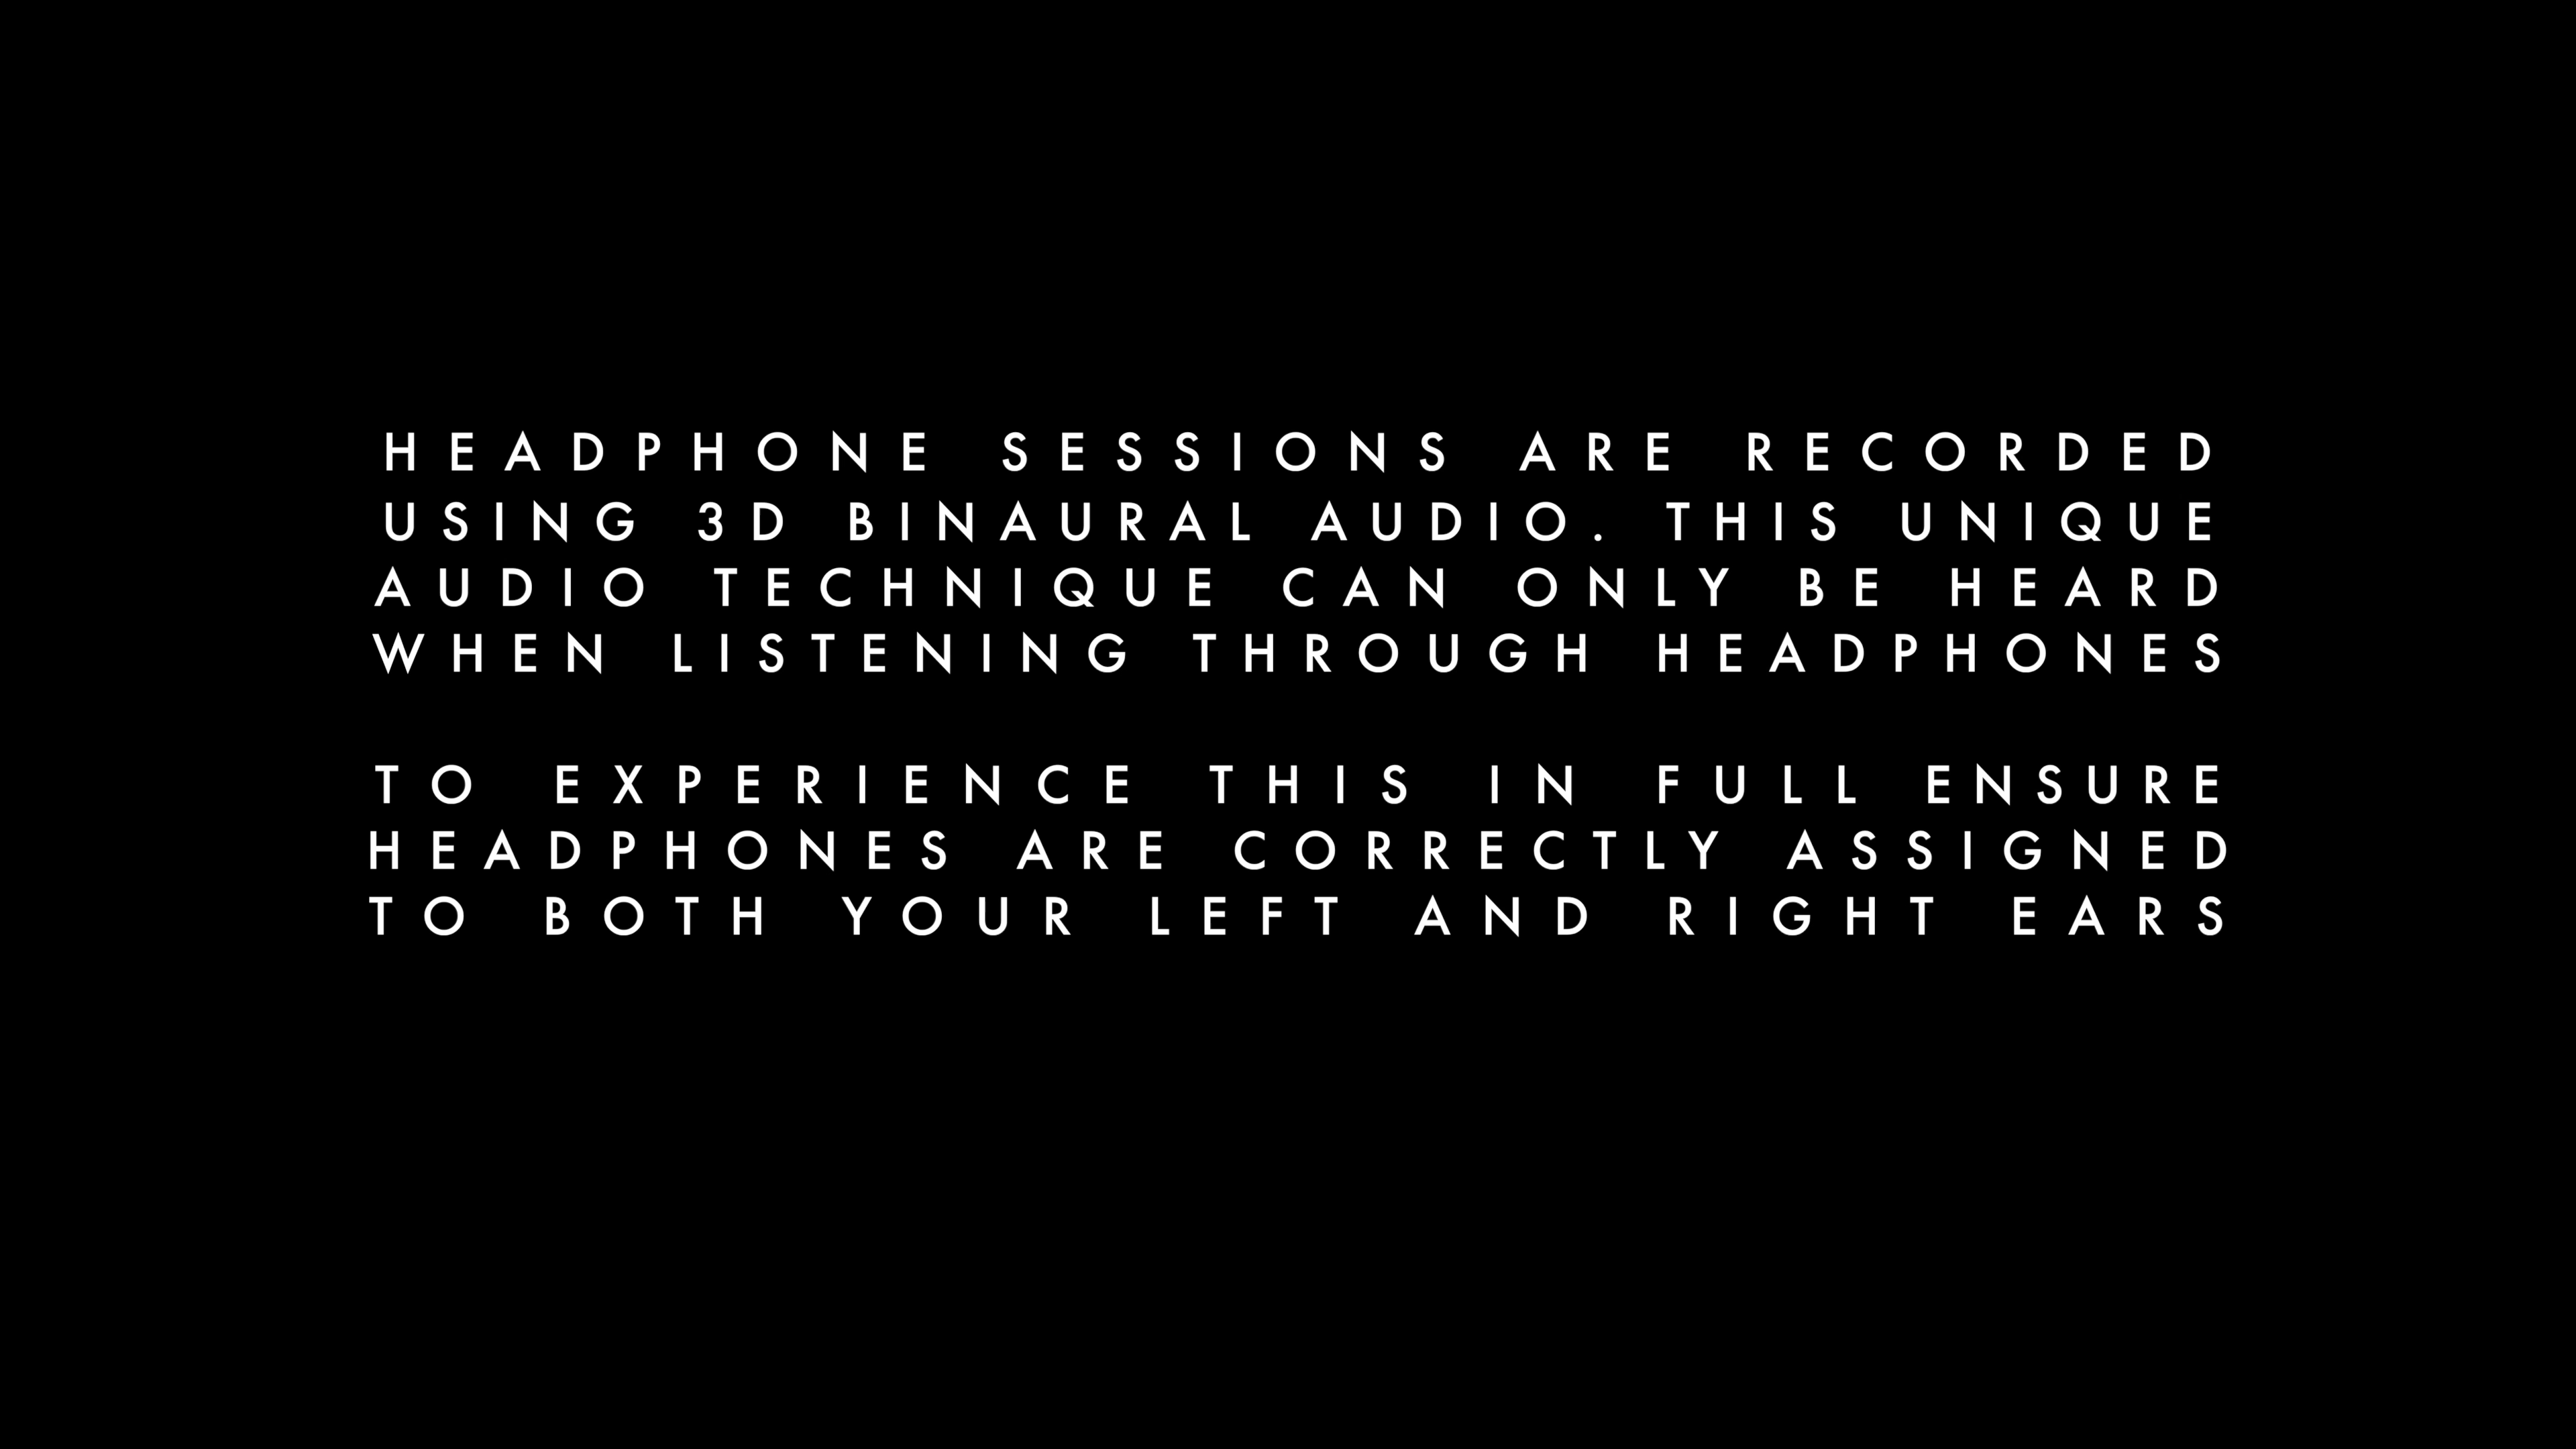 HEADPHONE SESSIONS ARE RECORDED
USING 3D BINAURAL AUDIO. THIS UNIQUE
AUDIO TECHNIQUE CAN ONLY BE HEARD
WHEN LISTENING THROUGH HEADPHONES
TO EXPERIENCE THIS IN FULL ENSURE
HEADPHONES ARE CORRECTLY ASSIGNED
TO BOTH YOUR LEFT AND RIGHT EARS